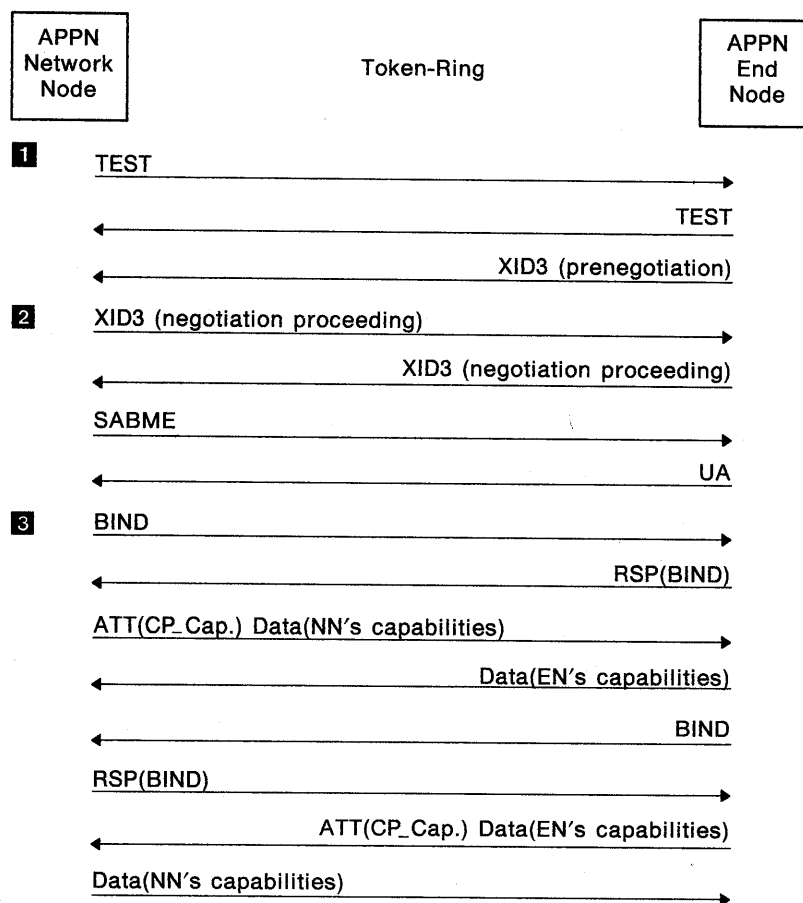 APPN
Network
Node
Token-Ring
APPN
End
Node
1
TEST
TEST
XID3 (prenegotiation)
2
XID3 (negotiation proceeding)
XID3 (negotiation proceeding)
SABME
UA
3
BIND
RSP(BIND)
ATT(CP_Cap.) Data(NN's capabilities)
Data(EN's capabilities)
BIND
RSP(BIND)
ATT(CP_Cap.) Data(EN's capabilities)
Data(NN's capabilities)